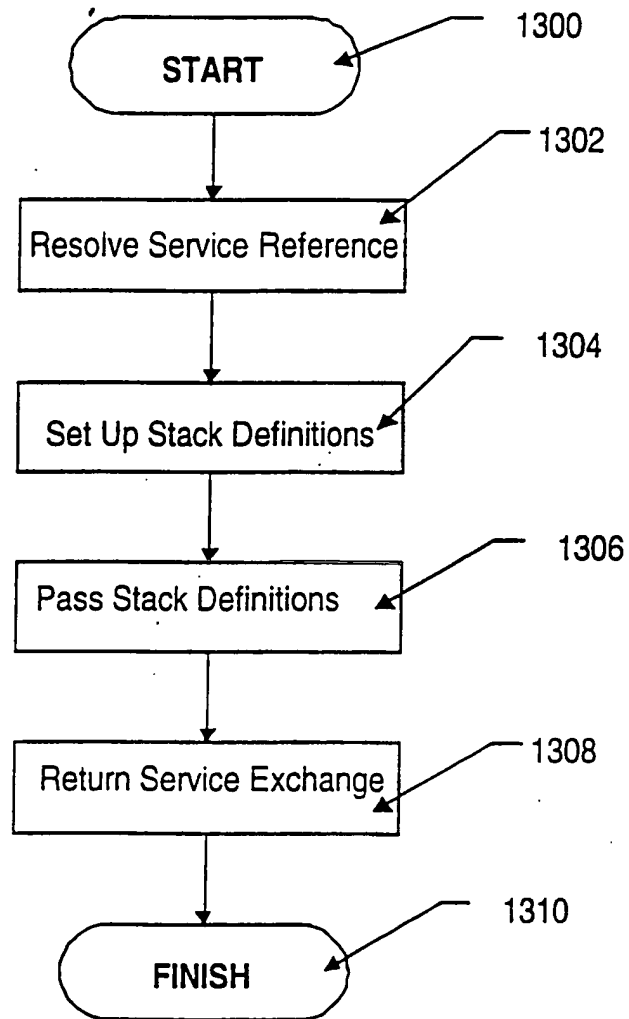 1300
START
1302
Resolve Service Reference
1304
Set Up Stack Definitions
1306
Pass Stack Definitions
1308
Return Service Exchange
1310
FINISH